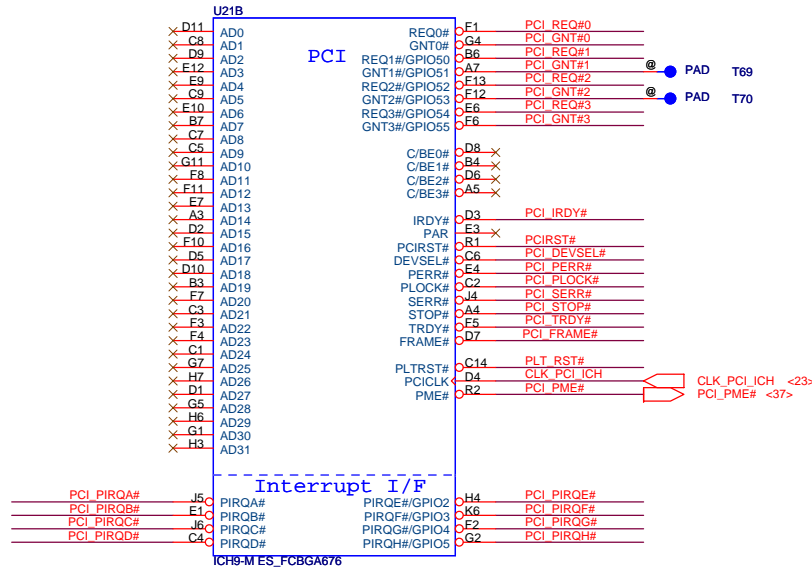 U21B
PCI
D11 AD0
C8 AD1
D9 AD2
E12 AD3
E9 AD4
C9 AD5
E10 AD6
B7 AD7
C7 AD8
C5 AD9
G11 AD10
F8 AD11
F11 AD12
E7 AD13
A3 AD14
D2 AD15
F10 AD16
D5 AD17
D10 AD18
B3 AD19
F7 AD20
C3 AD21
F3 AD22
F4 AD23
C1 AD24
G7 AD25
H7 AD26
D1 AD27
G5 AD28
H6 AD29
G1 AD30
H3 AD31
REQ0# F1 PCI_REQ#0
GNT0# G4 PCI_GNT#0
REQ1#/GPIO50 B6 PCI_REQ#1
GNT1#/GPIO51 A7 PCI_GNT#1 @ PAD T69
REQ2#/GPIO52 F13 PCI_REQ#2
GNT2#/GPIO53 F12 PCI_GNT#2 @ PAD T70
REQ3#/GPIO54 E6 PCI_REQ#3
GNT3#/GPIO55 F6 PCI_GNT#3
C/BE0# D8
C/BE1# B4
C/BE2# D6
C/BE3# A5
IRDY# D3 PCI_IRDY#
PAR E3
PCIRST# R1 PCIRST#
DEVSEL# C6 PCI_DEVSEL#
PERR# E4 PCI_PERR#
PLOCK# C2 PCI_PLOCK#
SERR# J4 PCI_SERR#
STOP# A4 PCI_STOP#
TRDY# F5 PCI_TRDY#
FRAME# D7 PCI_FRAME#
PLTRST# C14 PLT_RST#
PCICLK D4 CLK_PCI_ICH CLK_PCI_ICH <23>
PME# R2 PCI_PME# PCI_PME# <37>
Interrupt I/F
PCI_PIRQA# J5 PIRQA# PIRQE#/GPIO2 H4 PCI_PIRQE#
PCI_PIRQB# E1 PIRQB# PIRQF#/GPIO3 K6 PCI_PIRQF#
PCI_PIRQC# J6 PIRQC# PIRQG#/GPIO4 F2 PCI_PIRQG#
PCI_PIRQD# C4 PIRQD# PIRQH#/GPIO5 G2 PCI_PIRQH#
ICH9-M ES_FCBGA676